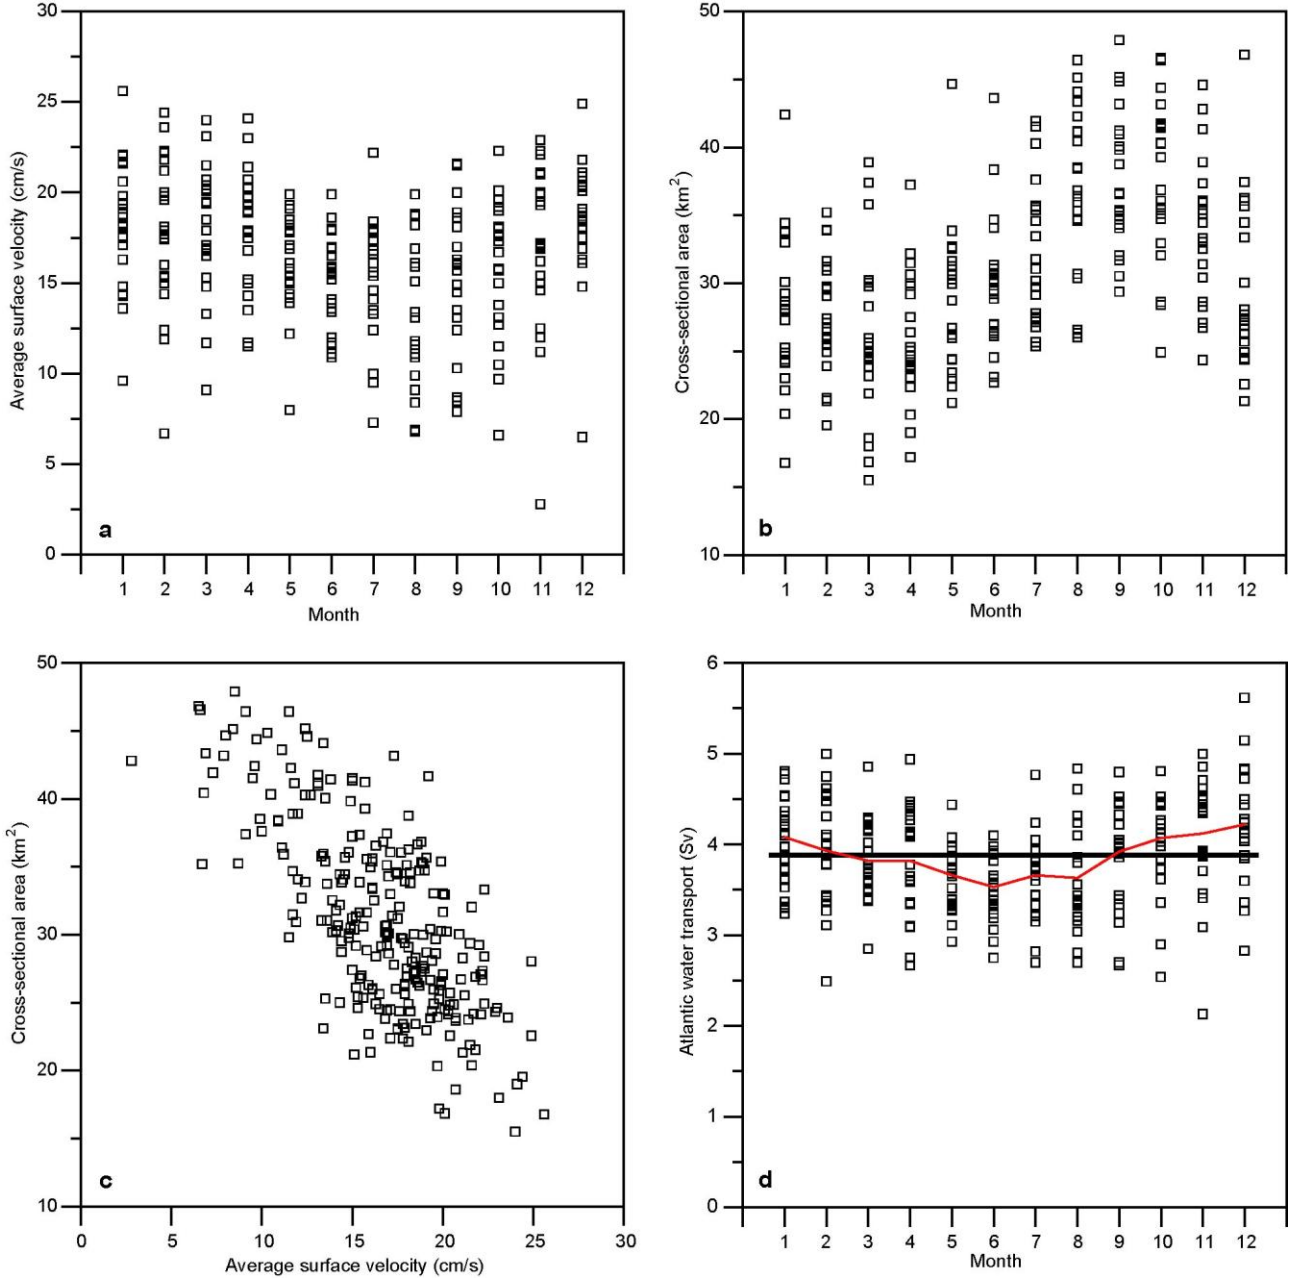 30
25
20
15
10
5
0
Average surface velocity (cm/s)
1 2 3 4 5 6 7 8 9 10 11 12
Month
a
50
40
30
20
10
Cross-sectional area (km²)
1 2 3 4 5 6 7 8 9 10 11 12
Month
b
50
40
30
20
10
Cross-sectional area (km²)
0 5 10 15 20 25 30
Average surface velocity (cm/s)
c
6
5
4
3
2
1
0
Atlantic water transport (Sv)
1 2 3 4 5 6 7 8 9 10 11 12
Month
d